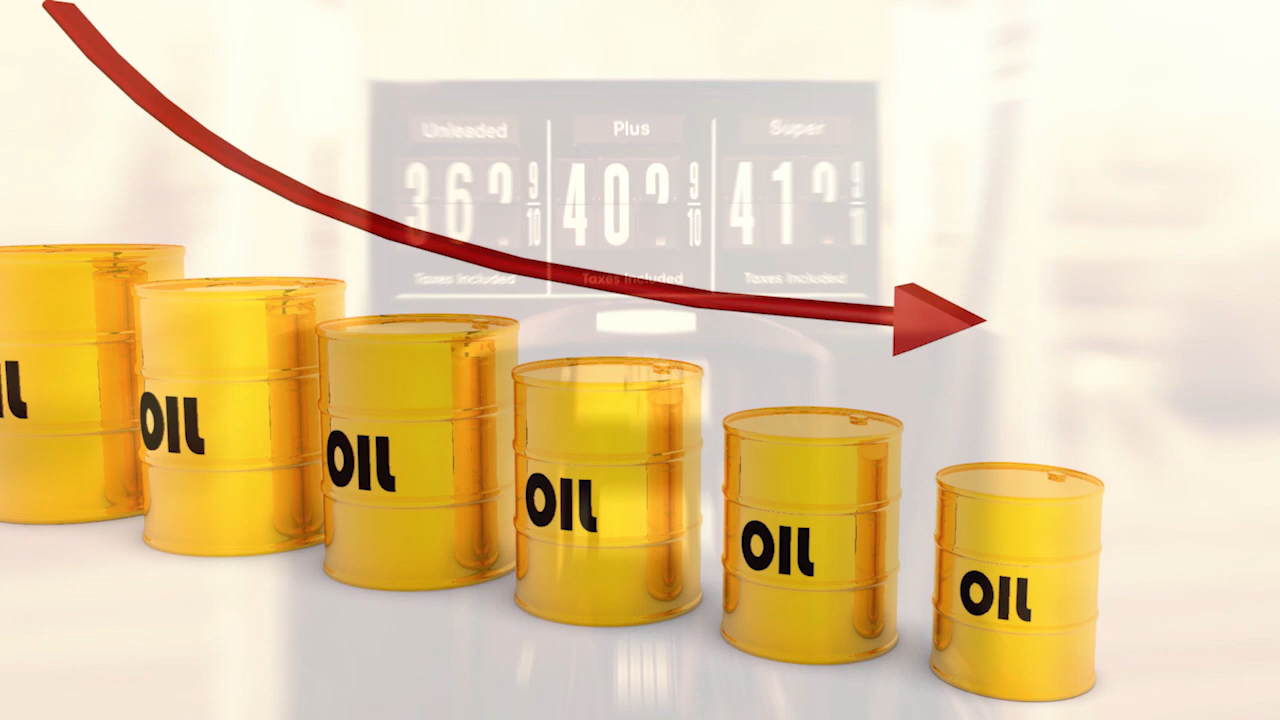 Unleaded Plus Super
36 9/10 40 9/10 41 9
Taxes Included Taxes Included Taxes Included
OIL
OIL
OIL
OIL
OIL